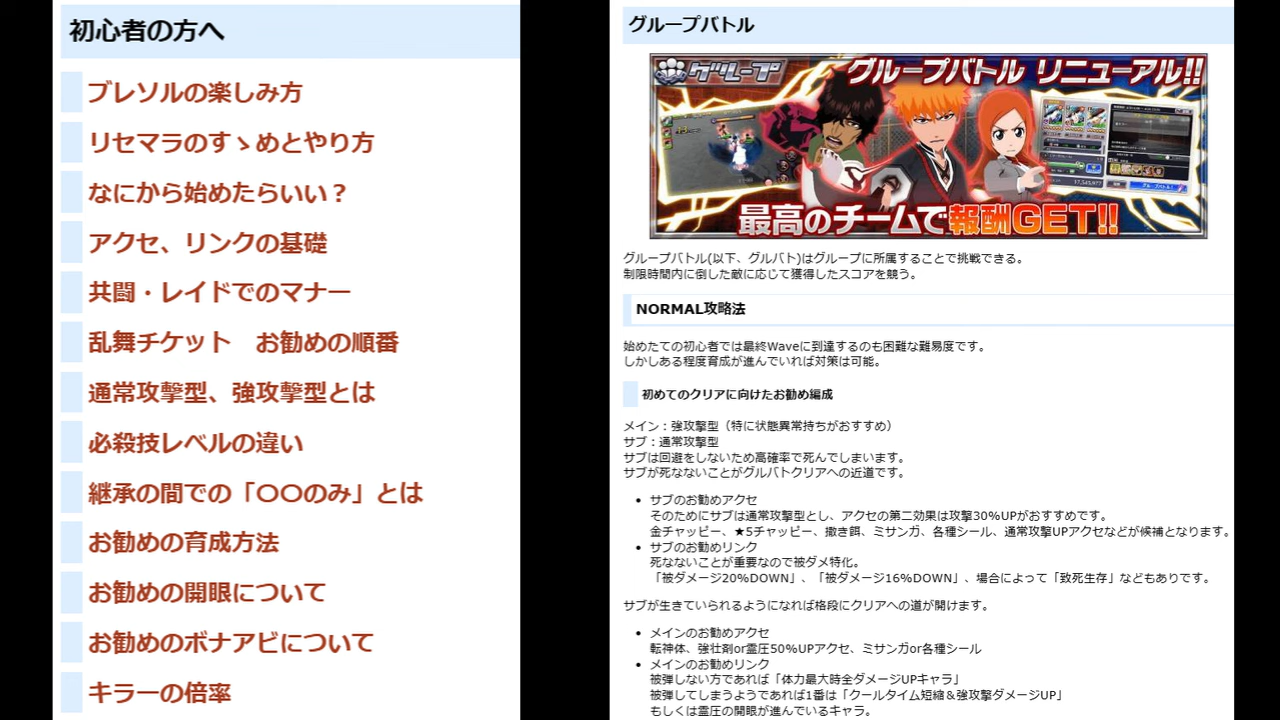 初心者の方へ
ブレソルの楽しみ方
リセマラのすゝめとやり方
なにから始めたらいい？
アクセ、リンクの基礎
共闘・レイドでのマナー
乱舞チケット　お勧めの順番
通常攻撃型、強攻撃型とは
必殺技レベルの違い
継承の間での「〇〇のみ」とは
お勧めの育成方法
お勧めの開眼について
お勧めのボナアビについて
キラーの倍率
グループバトル
グループ
グループバトル リニューアル!!
最高のチームで報酬GET!!
グループバトル(以下、グルバト)はグループに所属することで挑戦できる。
制限時間内に倒した敵に応じて獲得したスコアを競う。
NORMAL攻略法
始めたての初心者では最終Waveに到達するのも困難な難易度です。
しかしある程度育成が進んでいれば対策は可能。
初めてのクリアに向けたお勧め編成
メイン：強攻撃型（特に状態異常持ちがおすすめ）
サブ：通常攻撃型
サブは回避をしないため高確率で死んでしまいます。
サブが死なないことがグルバトクリアへの近道です。
• サブのお勧めアクセ
そのためにサブは通常攻撃型とし、アクセの第二効果は攻撃30%UPがおすすめです。
金チャッピー、★5チャッピー、撒き餌、ミサンガ、各種シール、通常攻撃UPアクセなどが候補となります。
• サブのお勧めリンク
死なないことが重要なので被ダメ特化。
「被ダメージ20%DOWN」、「被ダメージ16%DOWN」、場合によって「致死生存」などもありです。
サブが生きていられるようになれば格段にクリアへの道が開けます。
• メインのお勧めアクセ
転神体、強壮剤or霊圧50%UPアクセ、ミサンガor各種シール
• メインのお勧めリンク
被弾しない方であれば「体力最大時全ダメージUPキャラ」
被弾してしまうようであれば1番は「クールタイム短縮＆強攻撃ダメージUP」
もしくは霊圧の開眼が進んでいるキャラ。